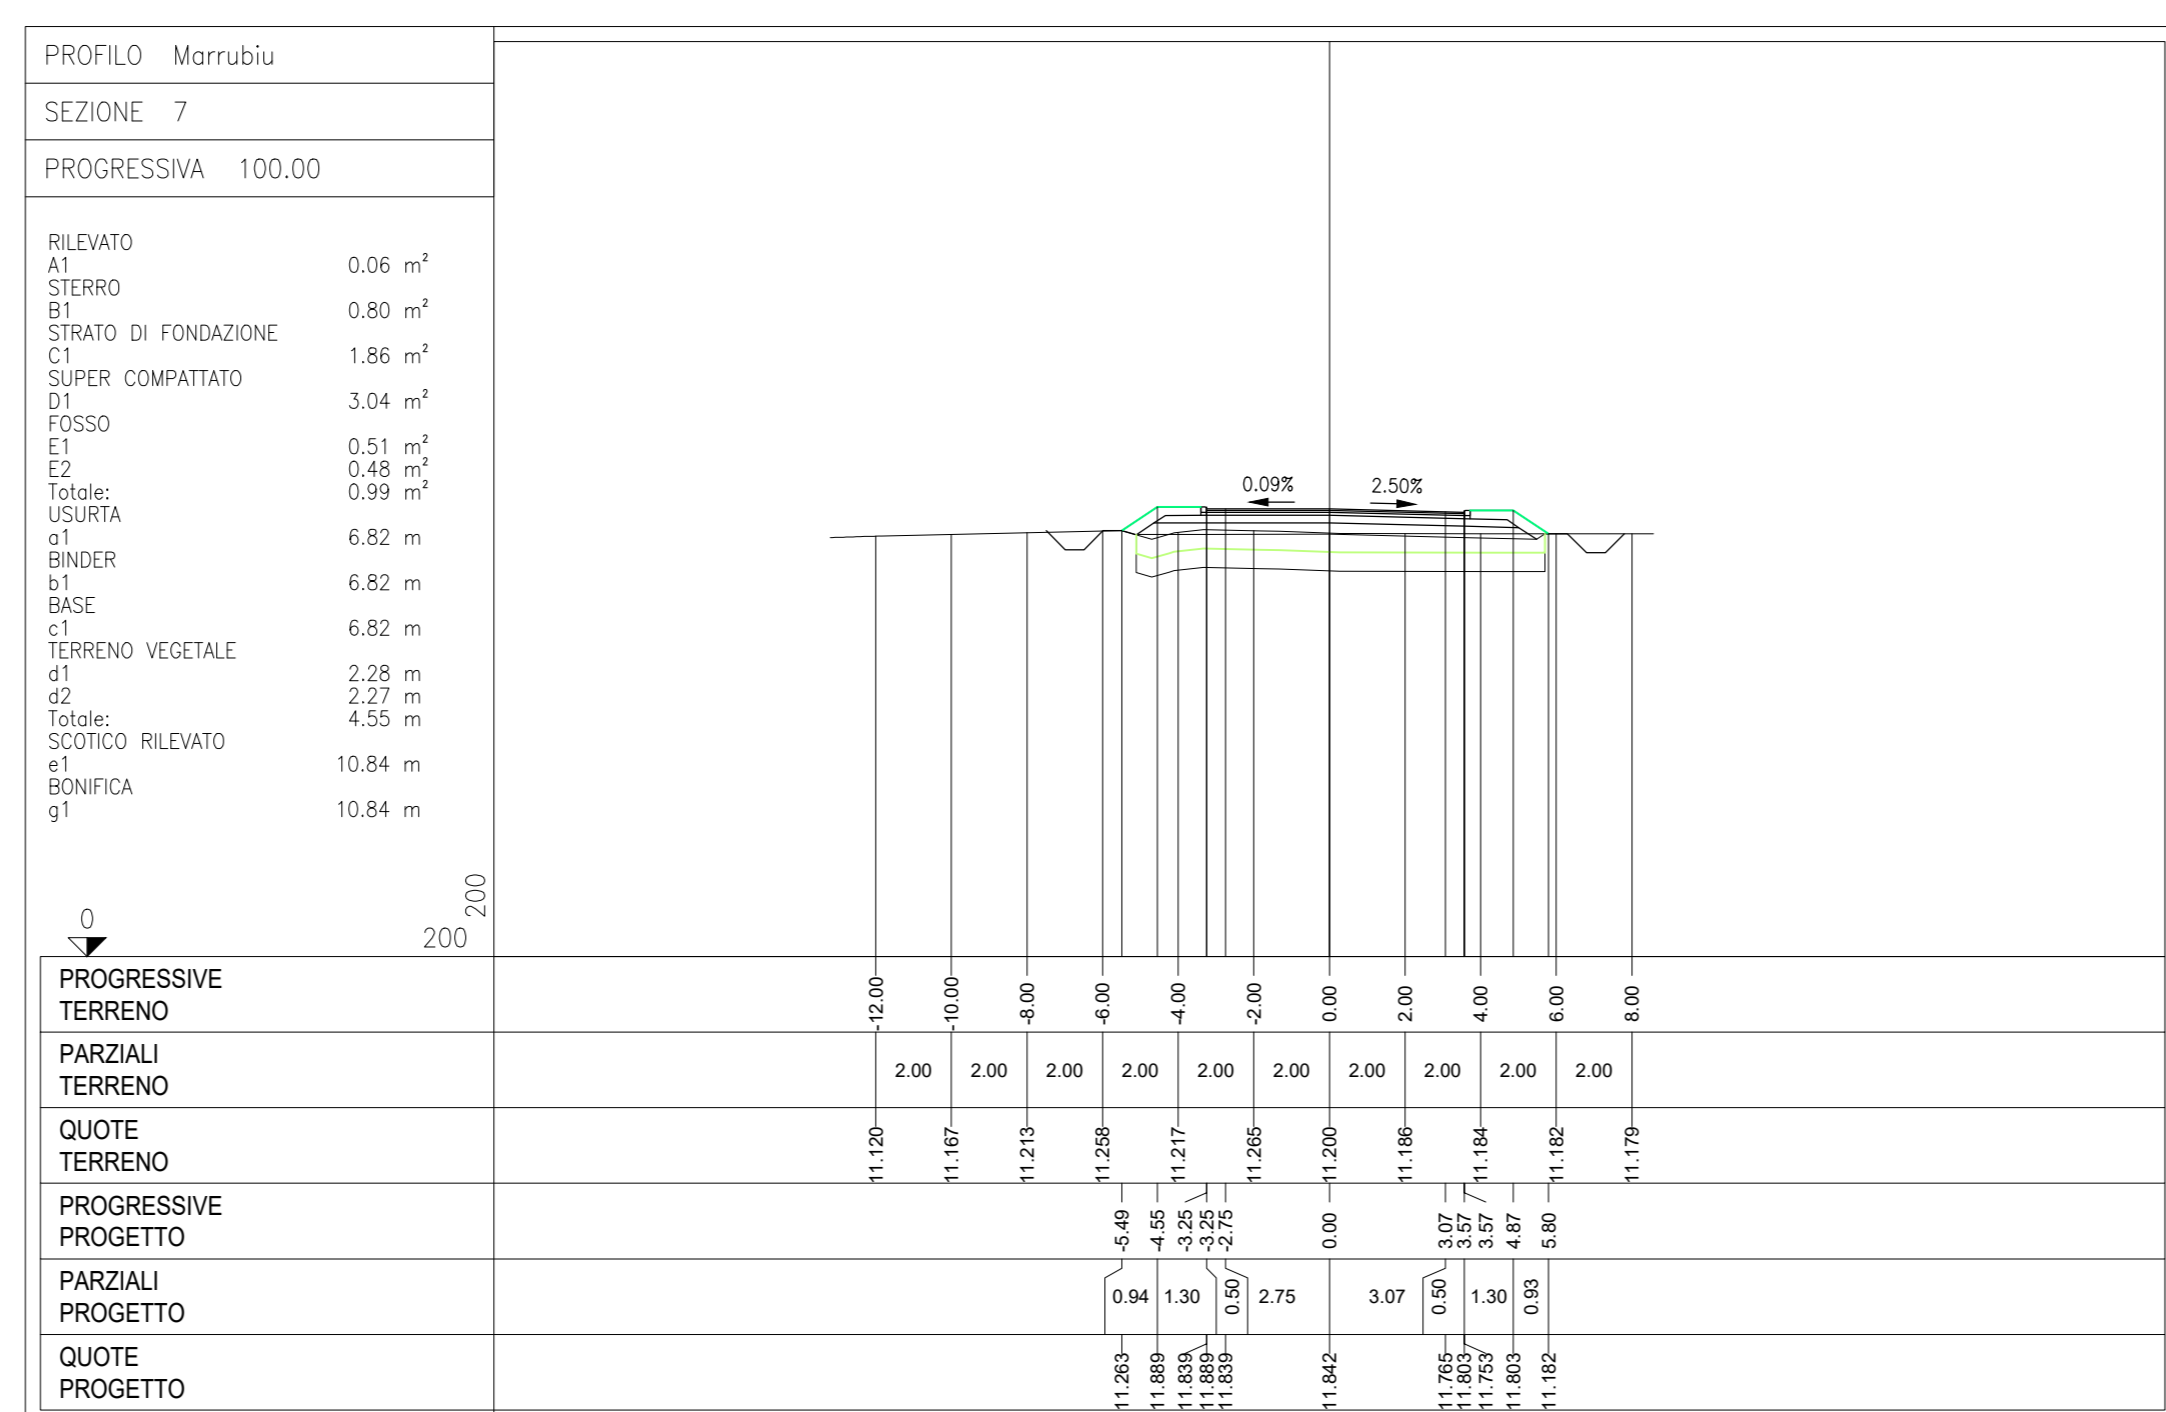 PROFILO Marrubiu
SEZIONE 7
PROGRESSIVA 100.00
RILEVATO
A1 0.06 m²
STERRO
B1 0.80 m²
STRATO DI FONDAZIONE
C1 1.86 m²
SUPER COMPATTATO
D1 3.04 m²
FOSSO
E1 0.51 m²
E2 0.48 m²
Totale: 0.99 m²
USURTA
a1 6.82 m
BINDER
b1 6.82 m
BASE
c1 6.82 m
TERRENO VEGETALE
d1 2.28 m
d2 2.27 m
Totale: 4.55 m
SCOTICO RILEVATO
e1 10.84 m
BONIFICA
g1 10.84 m
0
200
200
0.09% 2.50%
PROGRESSIVE
TERRENO
-12.00 -10.00 -8.00 -6.00 -4.00 -2.00 0.00 2.00 4.00 6.00 8.00
PARZIALI
TERRENO
2.00 2.00 2.00 2.00 2.00 2.00 2.00 2.00 2.00 2.00
QUOTE
TERRENO
11.120 11.167 11.213 11.258 11.217 11.265 11.200 11.186 11.184 11.182 11.179
PROGRESSIVE
PROGETTO
-5.49 -4.55 -3.25 -3.25 -2.75 0.00 3.07 3.57 3.57 4.87 5.80
PARZIALI
PROGETTO
0.94 1.30 0.50 2.75 3.07 0.50 1.30 0.93
QUOTE
PROGETTO
11.263 11.889 11.839 11.889 11.839 11.842 11.765 11.803 11.753 11.803 11.182